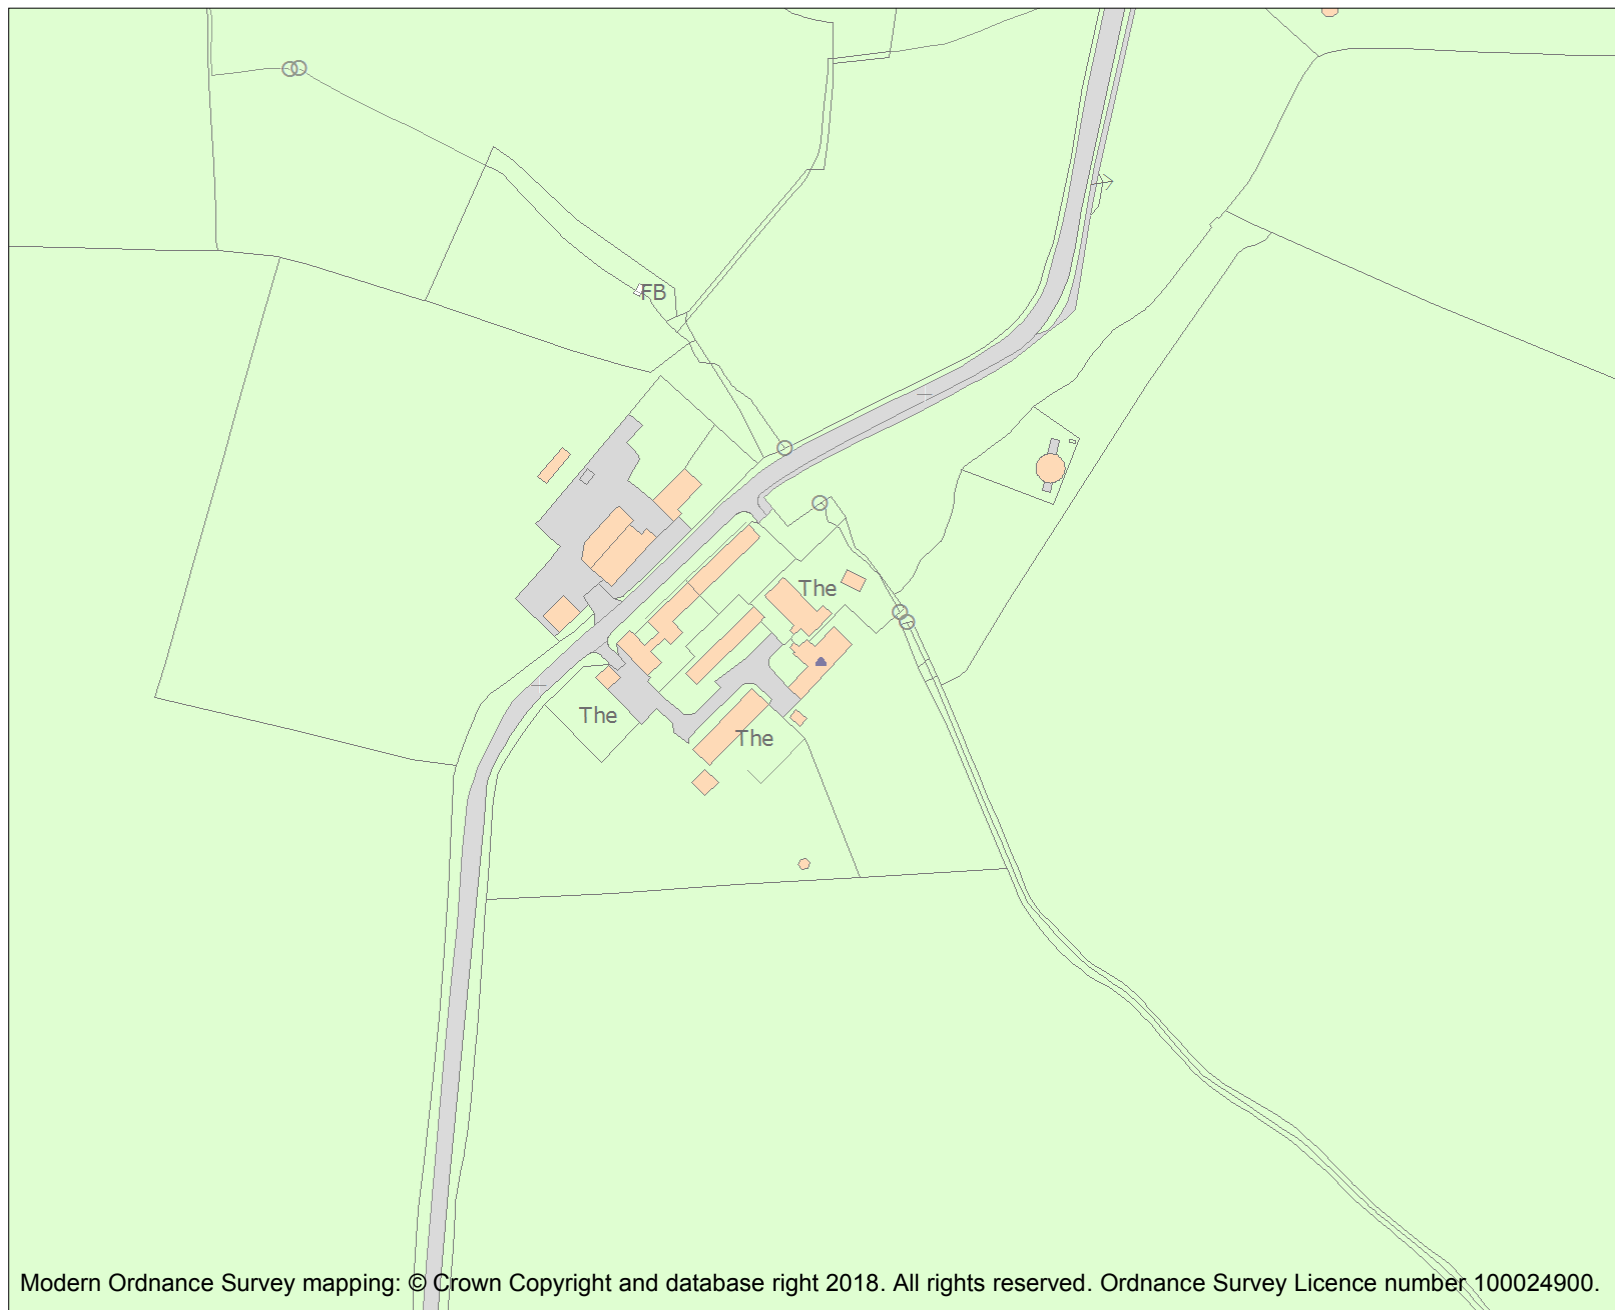 FB
The
The
The
Modern Ordnance Survey mapping: © Crown Copyright and database right 2018. All rights reserved. Ordnance Survey Licence number 100024900.